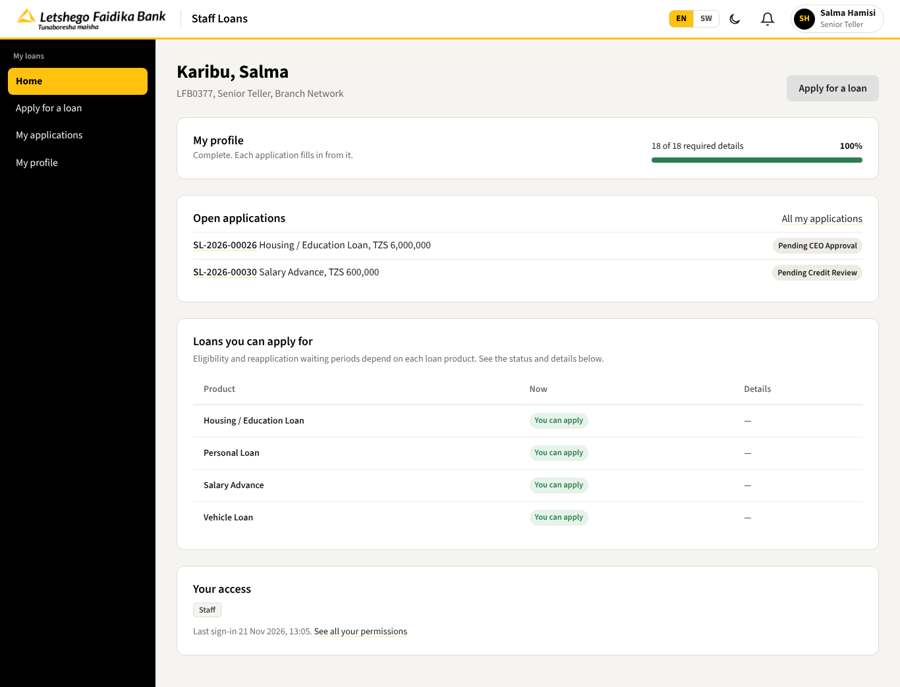 Letshego Faidika Bank
Tunaboresha maisha
Staff Loans
EN SW
SH
Salma Hamisi
Senior Teller
My loans
Home
Apply for a loan
My applications
My profile
Karibu, Salma
LFB0377, Senior Teller, Branch Network
Apply for a loan
My profile
Complete. Each application fills in from it.
18 of 18 required details 100%
Open applications
All my applications
SL-2026-00026 Housing / Education Loan, TZS 6,000,000 Pending CEO Approval
SL-2026-00030 Salary Advance, TZS 600,000 Pending Credit Review
Loans you can apply for
Eligibility and reapplication waiting periods depend on each loan product. See the status and details below.
Product Now Details
Housing / Education Loan You can apply —
Personal Loan You can apply —
Salary Advance You can apply —
Vehicle Loan You can apply —
Your access
Staff
Last sign-in 21 Nov 2026, 13:05. See all your permissions